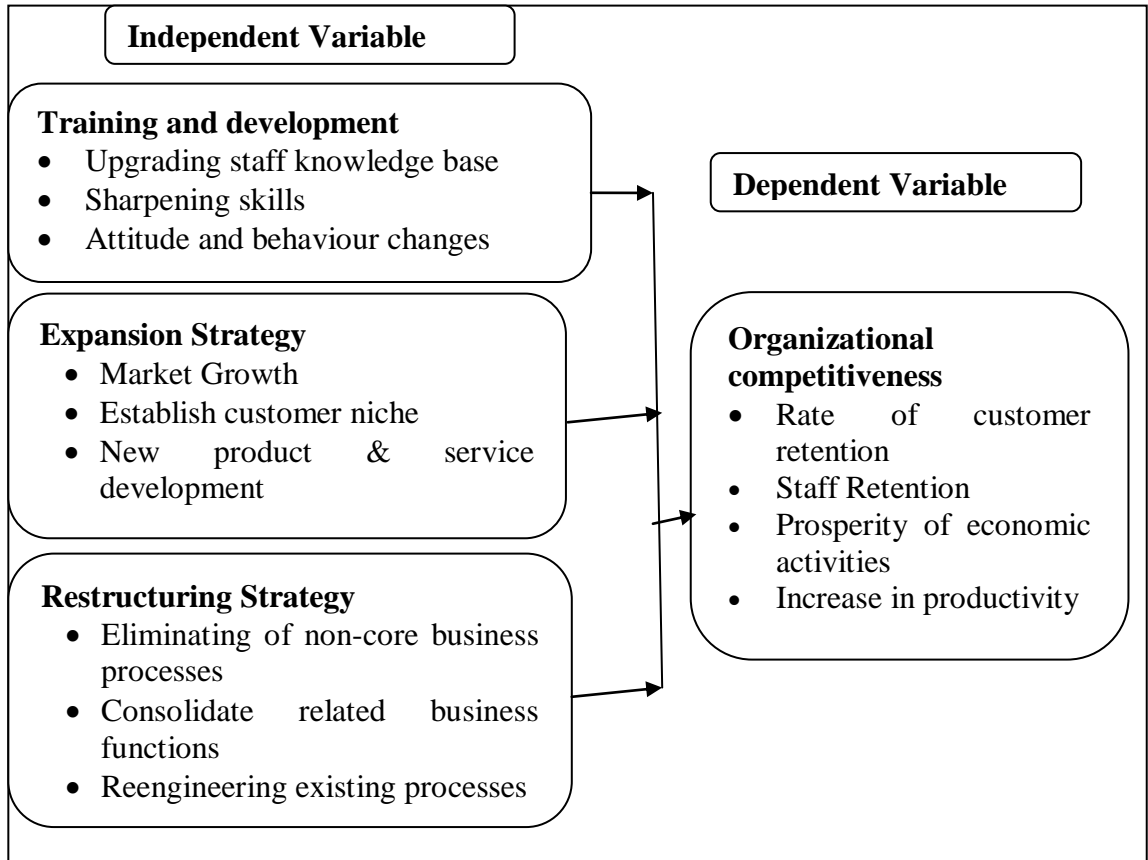 Independent Variable
Training and development
• Upgrading staff knowledge base
• Sharpening skills
• Attitude and behaviour changes
Expansion Strategy
• Market Growth
• Establish customer niche
• New product & service
development
Restructuring Strategy
• Eliminating of non-core business
processes
• Consolidate related business
functions
• Reengineering existing processes
Dependent Variable
Organizational
competitiveness
• Rate of customer
retention
• Staff Retention
• Prosperity of economic
activities
• Increase in productivity